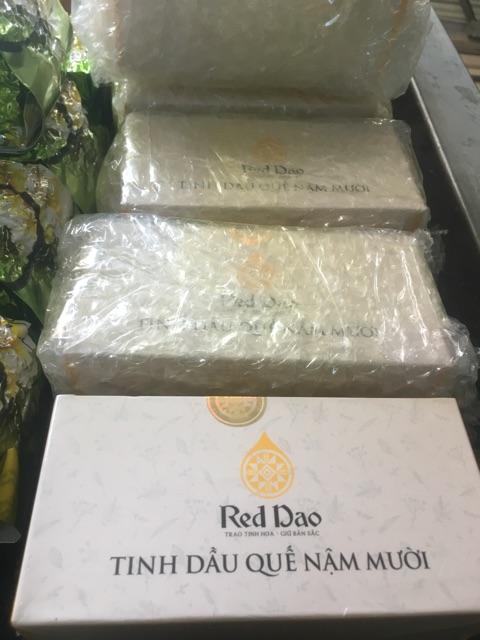 Red Dao
TINH DẦU QUẾ NẬM MƯỜI
Red Dao
TINH DẦU QUẾ NẬM MƯỜI
Red Dao
TRAO TINH HOA - GIỮ BẢN SẮC
TINH DẦU QUẾ NẬM MƯỜI